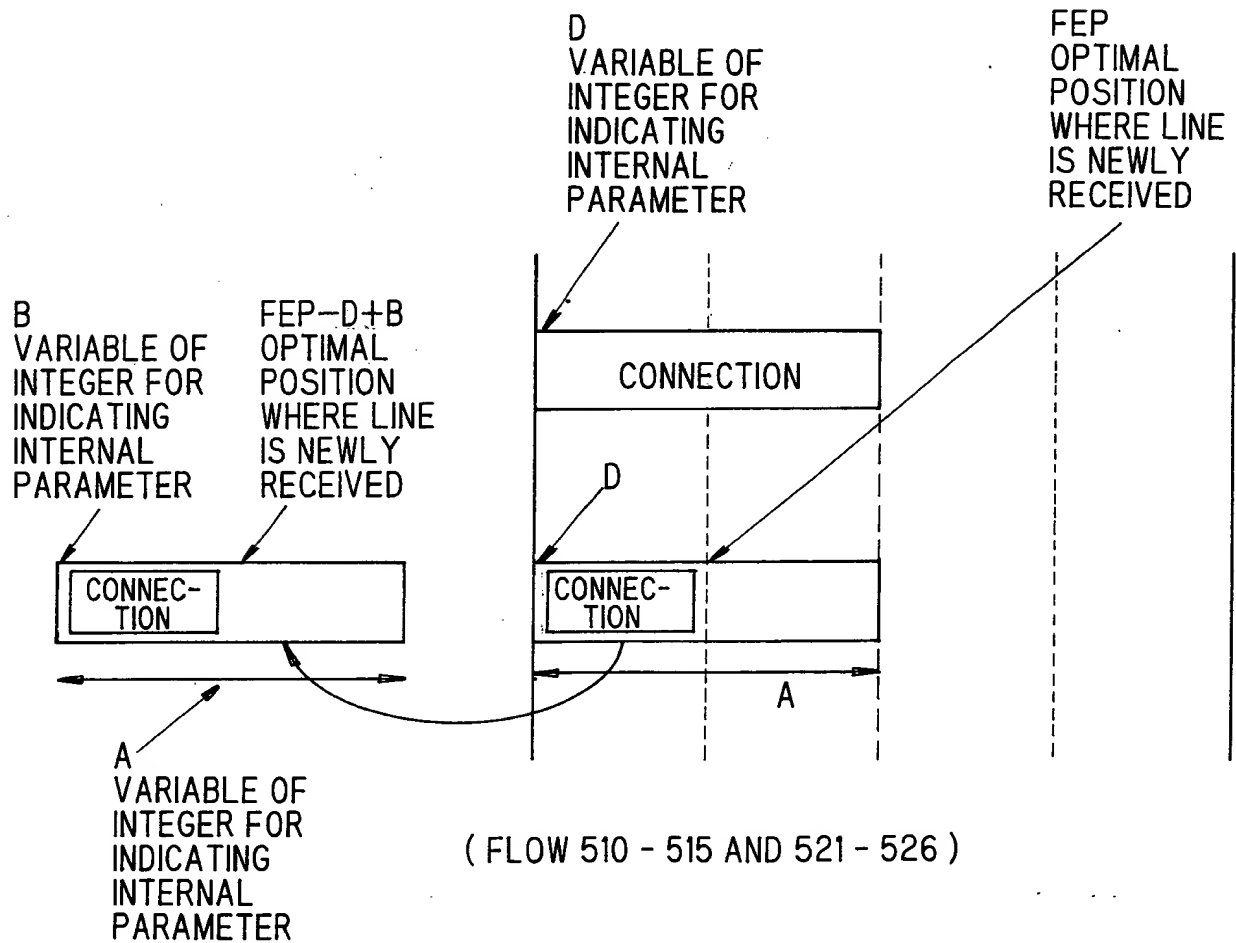 D
VARIABLE OF
INTEGER FOR
INDICATING
INTERNAL
PARAMETER
FEP
OPTIMAL
POSITION
WHERE LINE
IS NEWLY
RECEIVED
B
VARIABLE OF
INTEGER FOR
INDICATING
INTERNAL
PARAMETER
FEP-D+B
OPTIMAL
POSITION
WHERE LINE
IS NEWLY
RECEIVED
CONNECTION
D
CONNEC-
TION
CONNEC-
TION
A
A
VARIABLE OF
INTEGER FOR
INDICATING
INTERNAL
PARAMETER
( FLOW 510 - 515 AND 521 - 526 )